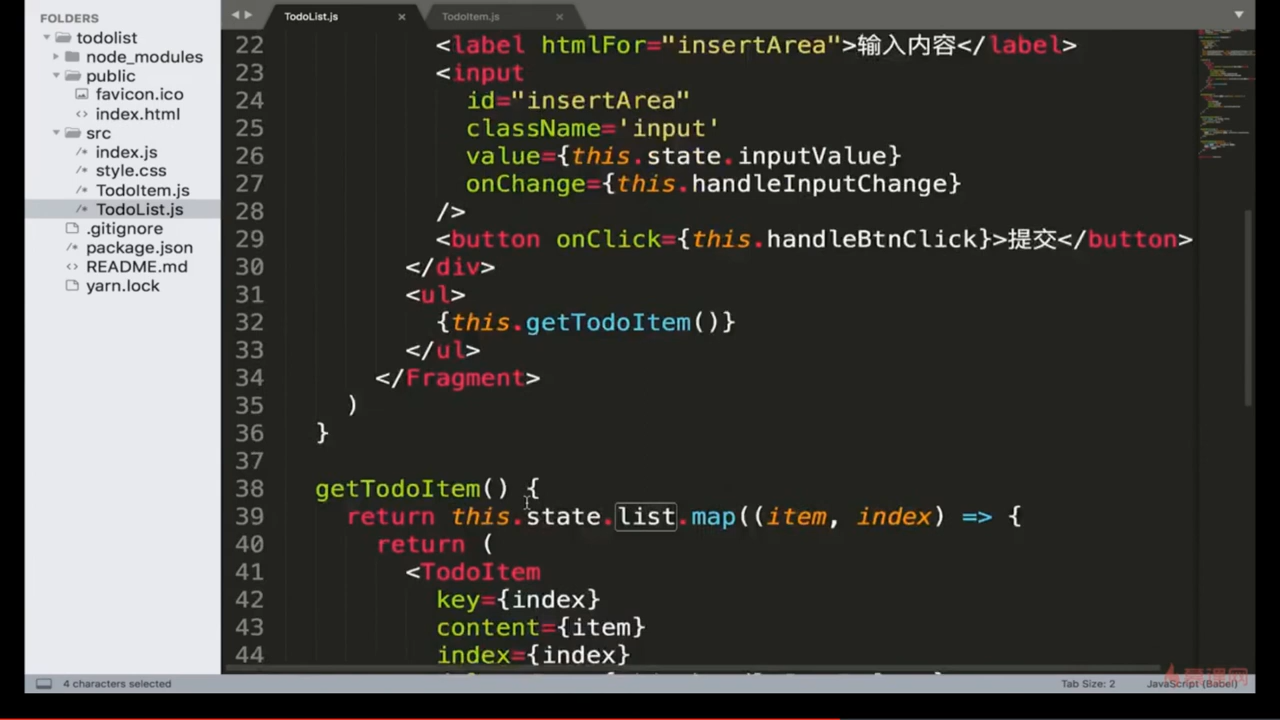 FOLDERS
todolist
node_modules
public
favicon.ico
index.html
src
index.js
style.css
TodoItem.js
TodoList.js
.gitignore
package.json
README.md
yarn.lock
TodoList.js
TodoItem.js
22 <label htmlFor="insertArea">输入内容</label>
23 <input
24 id="insertArea"
25 className='input'
26 value={this.state.inputValue}
27 onChange={this.handleInputChange}
28 />
29 <button onClick={this.handleBtnClick}>提交</button>
30 </div>
31 <ul>
32 {this.getTodoItem()}
33 </ul>
34 </Fragment>
35 )
36 }
37
38 getTodoItem() {
39 return this.state.list.map((item, index) => {
40 return (
41 <TodoItem
42 key={index}
43 content={item}
44 index={index}
4 characters selected
Tab Size: 2
JavaScript (Babel)
慕课网